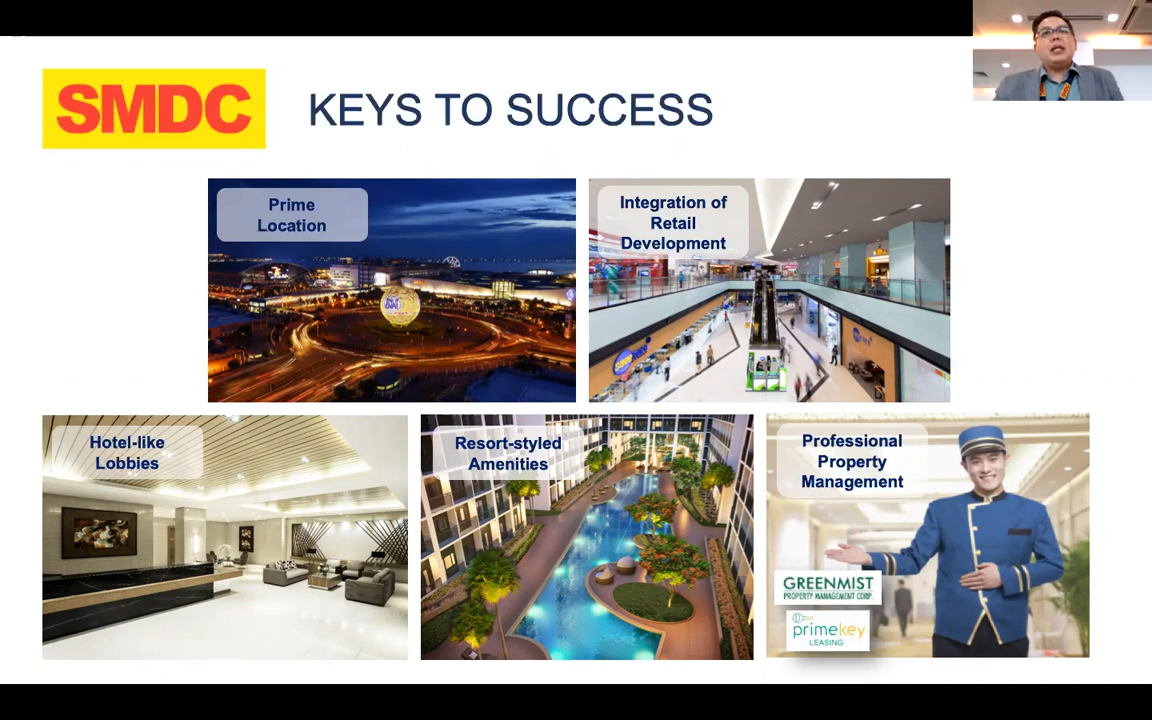 SMDC
KEYS TO SUCCESS
Prime
Location
Integration of
Retail
Development
Hotel-like
Lobbies
Resort-styled
Amenities
Professional
Property
Management
GREENMIST
PROPERTY MANAGEMENT CORP.
primekey
LEASING